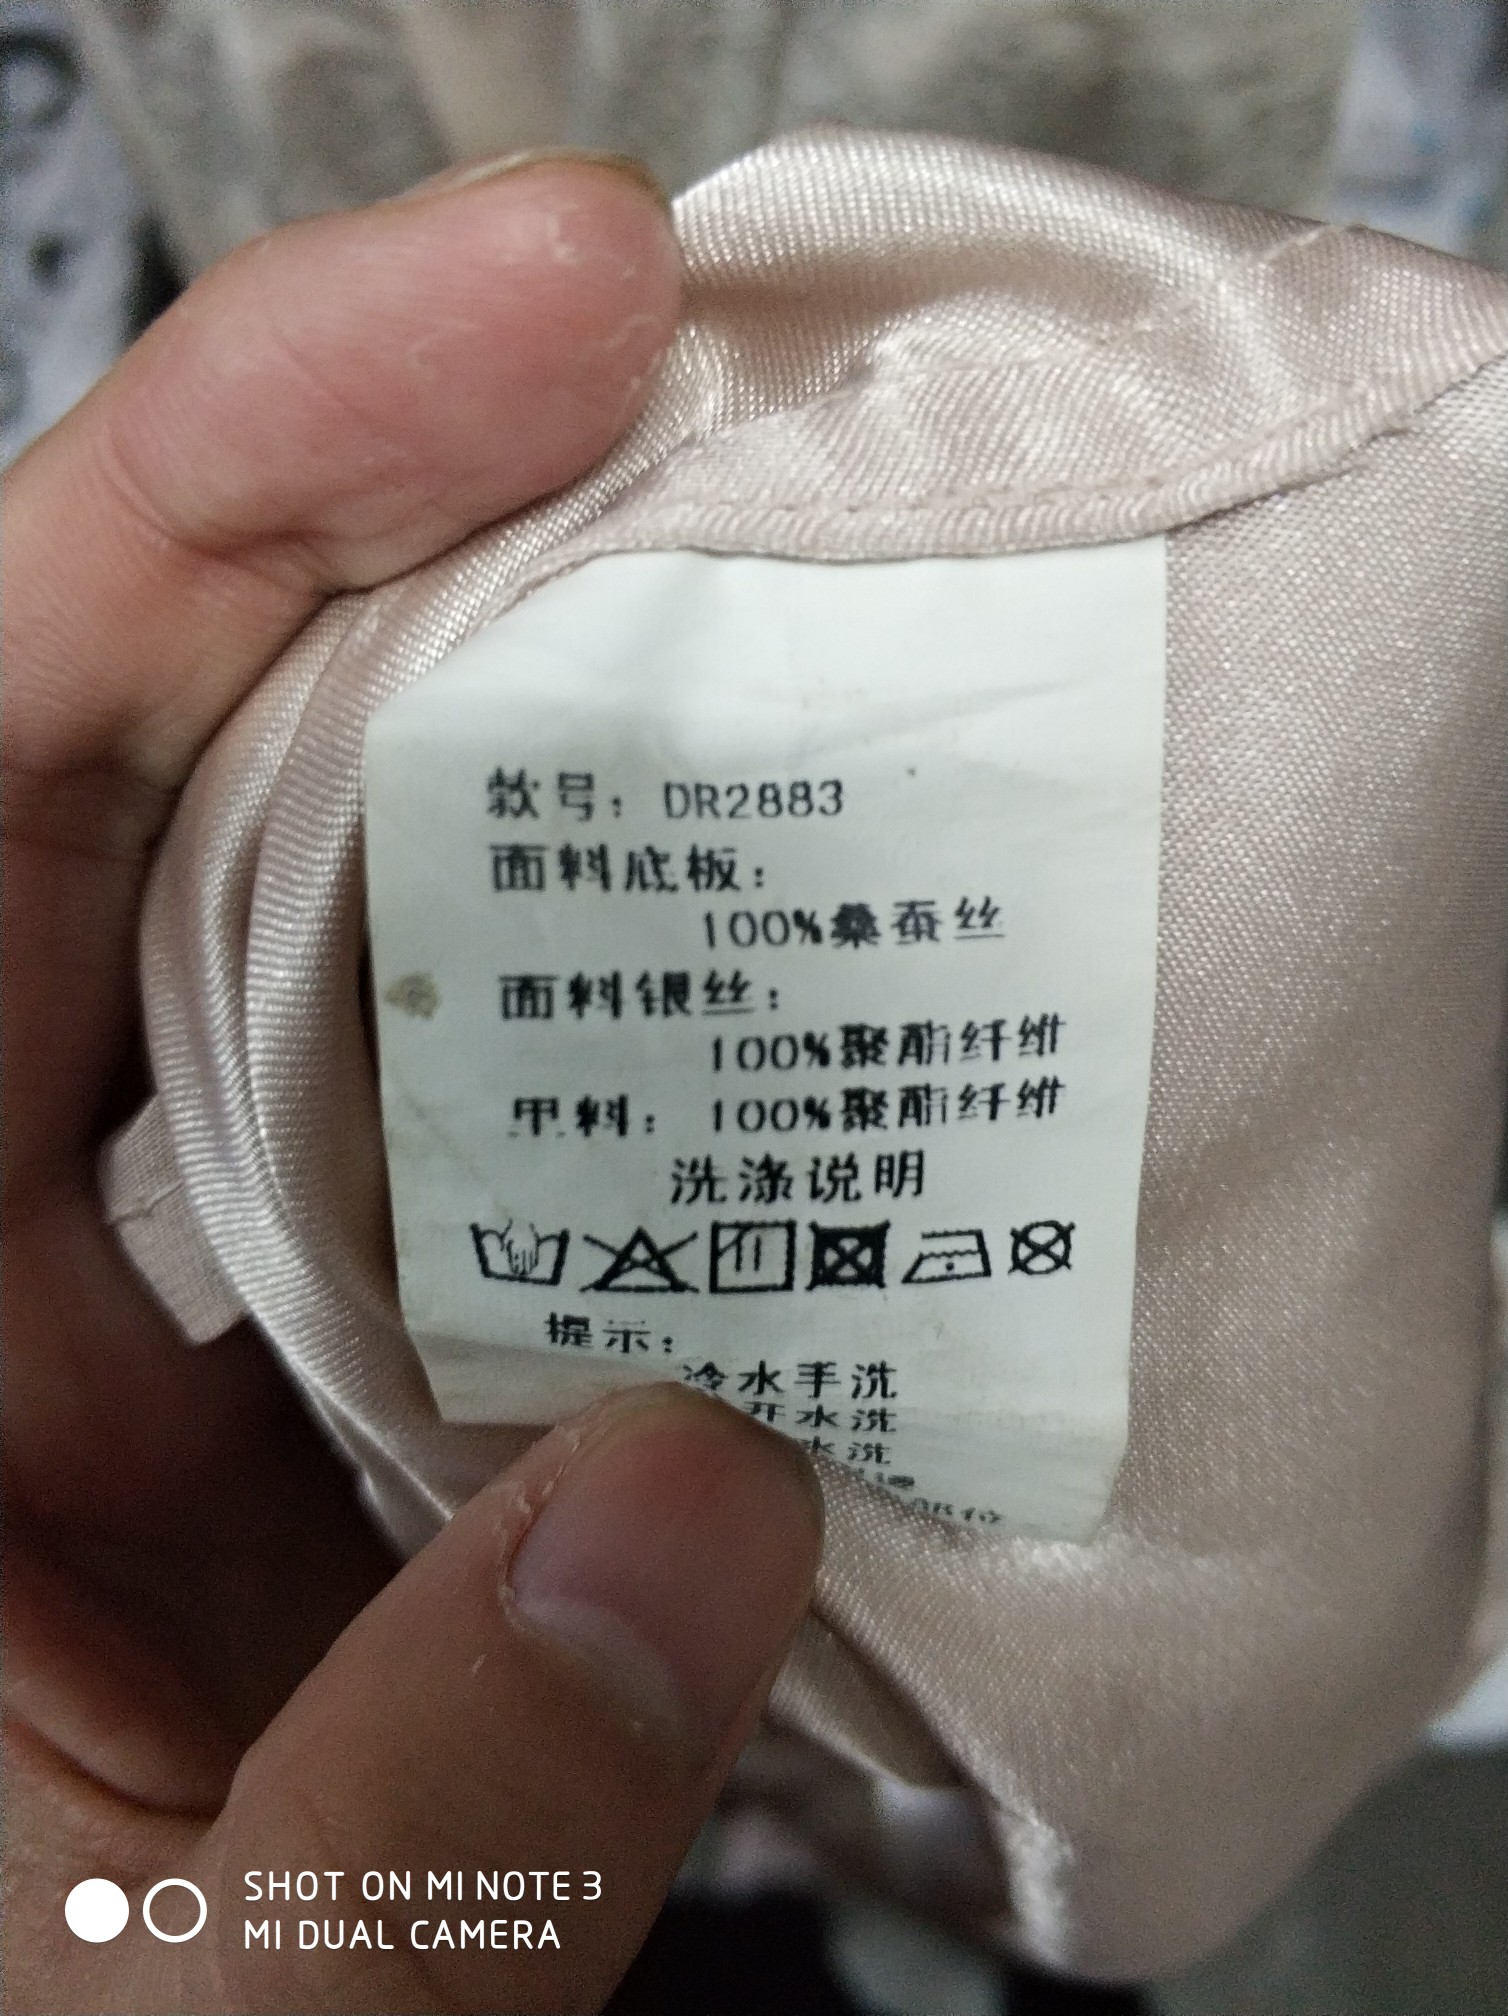 款号：DR2883
面料底板：
100%桑蚕丝
面料银丝：
100%聚酯纤维
里料：100%聚酯纤维
洗涤说明
提示：
冷水手洗
开水洗
水洗
部位
SHOT ON MI NOTE 3
MI DUAL CAMERA